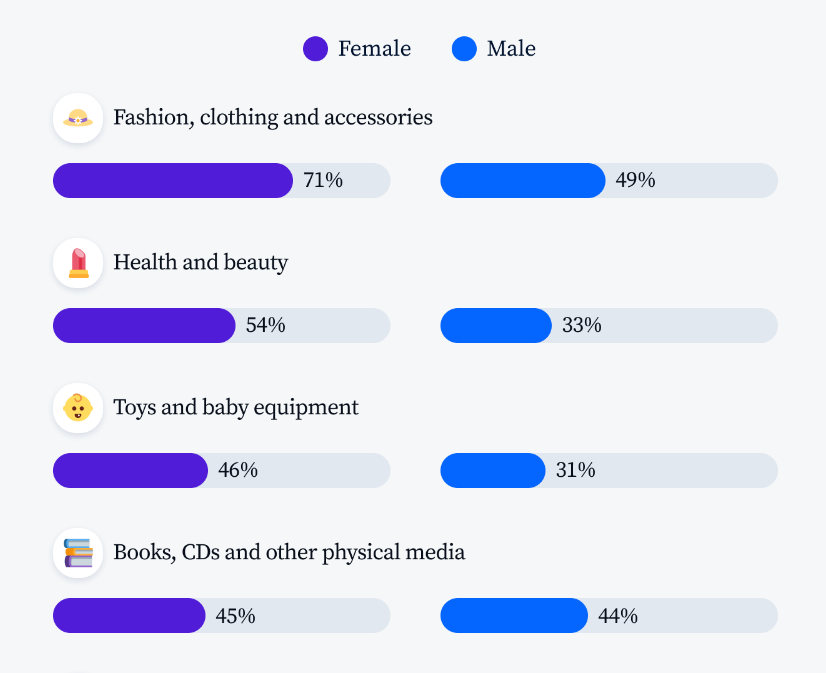 Female Male
Fashion, clothing and accessories
71% 49%
Health and beauty
54% 33%
Toys and baby equipment
46% 31%
Books, CDs and other physical media
45% 44%